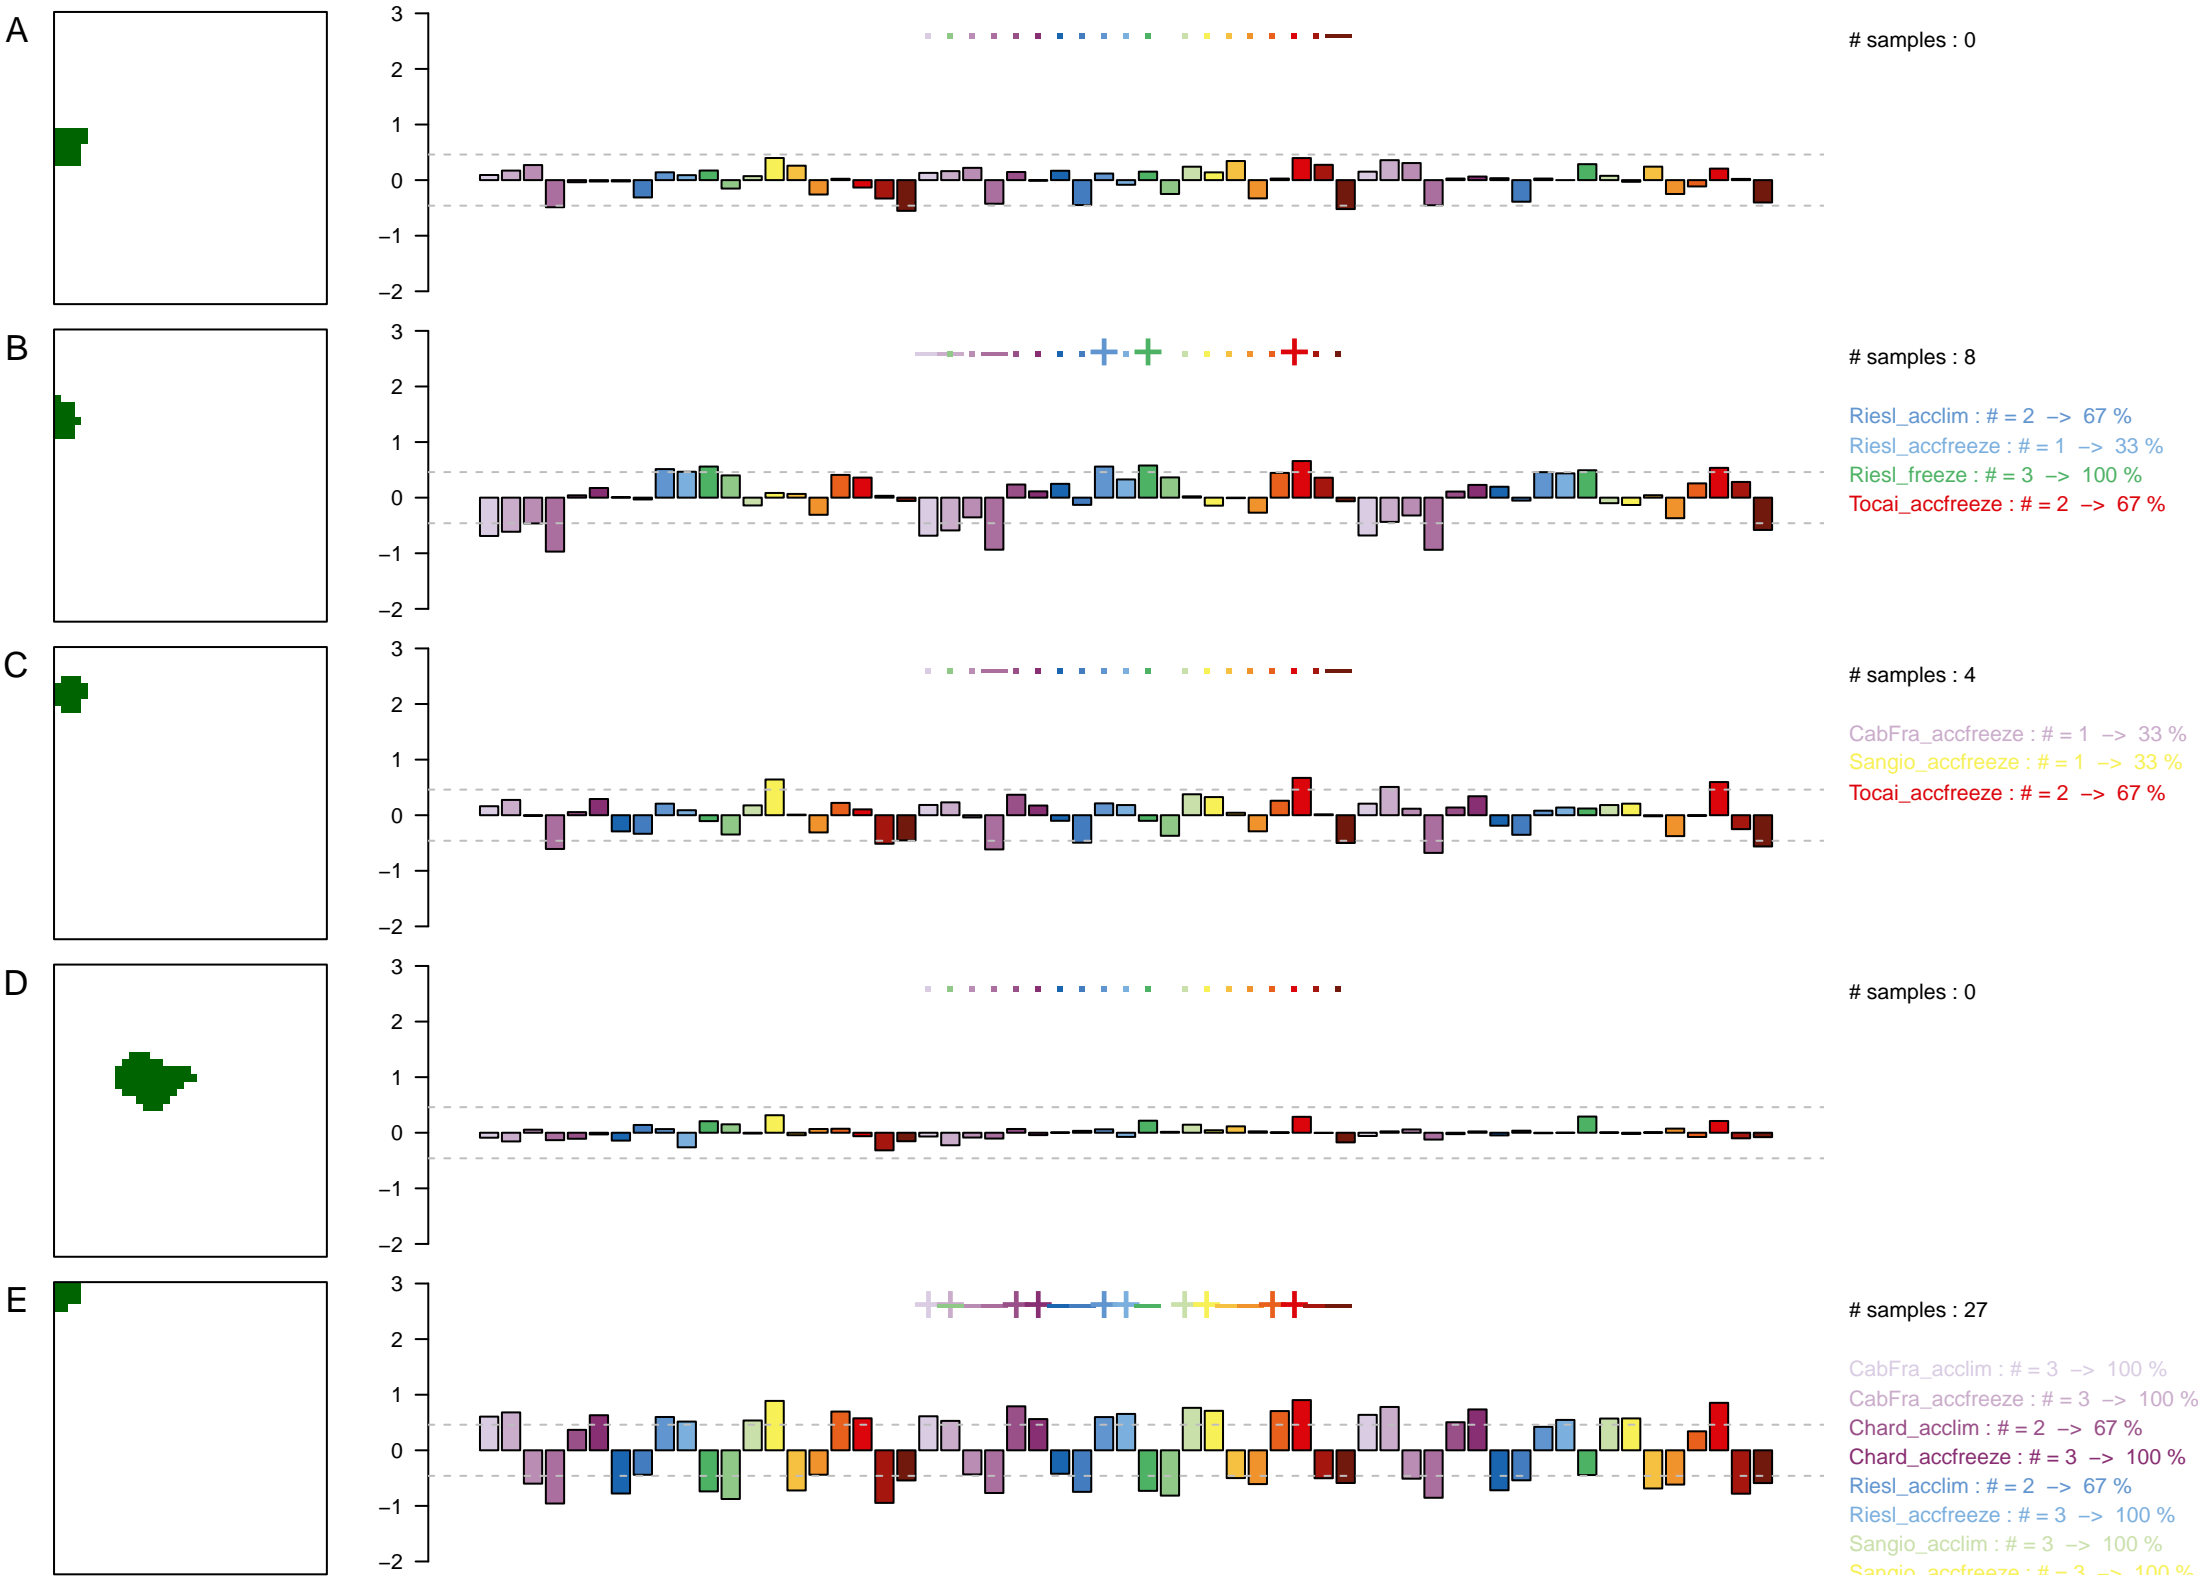 A
3
2
1
0
−1
−2
# samples : 0
B
3
2
1
0
−1
−2
# samples : 8
Riesl_acclim : # = 2 −> 67 %
Riesl_accfreeze : # = 1 −> 33 %
Riesl_freeze : # = 3 −> 100 %
Tocai_accfreeze : # = 2 −> 67 %
C
3
2
1
0
−1
−2
# samples : 4
CabFra_accfreeze : # = 1 −> 33 %
Sangio_accfreeze : # = 1 −> 33 %
Tocai_accfreeze : # = 2 −> 67 %
D
3
2
1
0
−1
−2
# samples : 0
E
3
2
1
0
−1
−2
# samples : 27
CabFra_acclim : # = 3 −> 100 %
CabFra_accfreeze : # = 3 −> 100 %
Chard_acclim : # = 2 −> 67 %
Chard_accfreeze : # = 3 −> 100 %
Riesl_acclim : # = 2 −> 67 %
Riesl_accfreeze : # = 3 −> 100 %
Sangio_acclim : # = 3 −> 100 %
Sangio_accfreeze : # = 3 −> 100 %